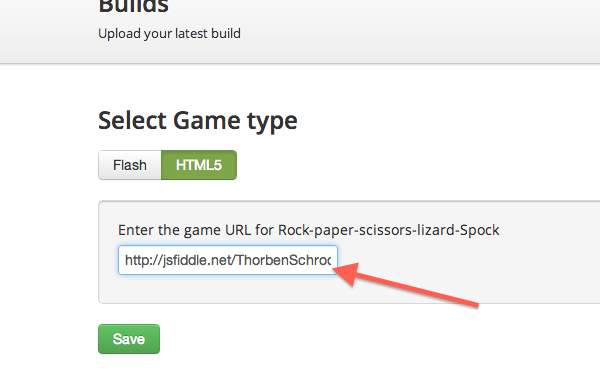 Builds
Upload your latest build
Select Game type
Flash HTML5
Enter the game URL for Rock-paper-scissors-lizard-Spock
http://jsfiddle.net/ThorbenSchroc
Save